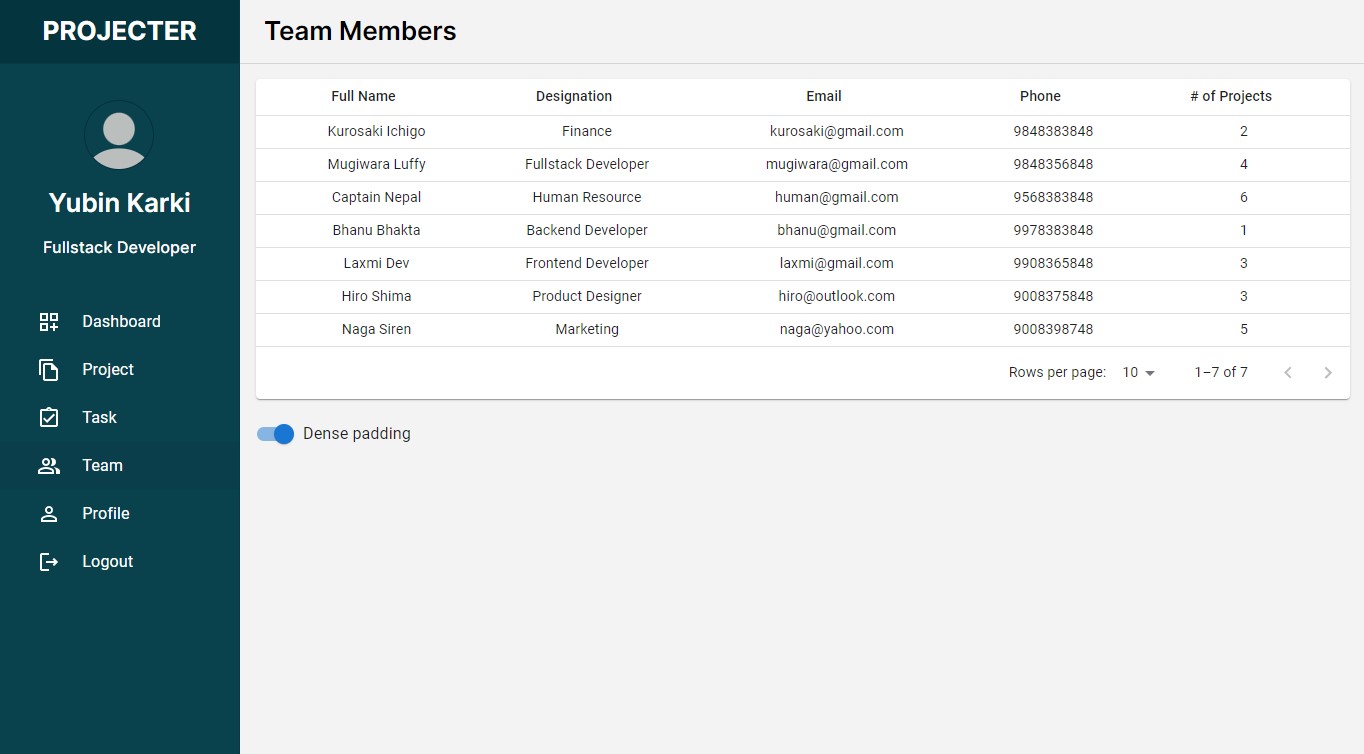 PROJECTER
Yubin Karki
Fullstack Developer
Dashboard
Project
Task
Team
Profile
Logout
Team Members
Full Name Designation Email Phone # of Projects
Kurosaki Ichigo Finance kurosaki@gmail.com 9848383848 2
Mugiwara Luffy Fullstack Developer mugiwara@gmail.com 9848356848 4
Captain Nepal Human Resource human@gmail.com 9568383848 6
Bhanu Bhakta Backend Developer bhanu@gmail.com 9978383848 1
Laxmi Dev Frontend Developer laxmi@gmail.com 9908365848 3
Hiro Shima Product Designer hiro@outlook.com 9008375848 3
Naga Siren Marketing naga@yahoo.com 9008398748 5
Rows per page: 10 1–7 of 7
Dense padding